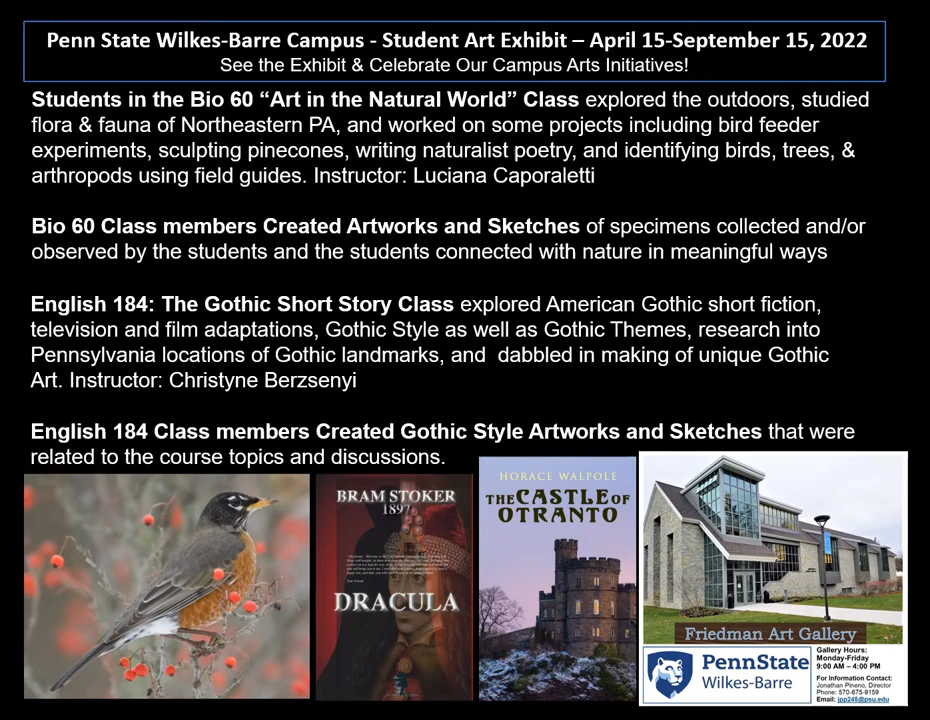 Penn State Wilkes-Barre Campus - Student Art Exhibit – April 15-September 15, 2022
See the Exhibit & Celebrate Our Campus Arts Initiatives!
Students in the Bio 60 “Art in the Natural World” Class explored the outdoors, studied
flora & fauna of Northeastern PA, and worked on some projects including bird feeder
experiments, sculpting pinecones, writing naturalist poetry, and identifying birds, trees, &
arthropods using field guides. Instructor: Luciana Caporaletti
Bio 60 Class members Created Artworks and Sketches of specimens collected and/or
observed by the students and the students connected with nature in meaningful ways
English 184: The Gothic Short Story Class explored American Gothic short fiction,
television and film adaptations, Gothic Style as well as Gothic Themes, research into
Pennsylvania locations of Gothic landmarks, and dabbled in making of unique Gothic
Art. Instructor: Christyne Berzsenyi
English 184 Class members Created Gothic Style Artworks and Sketches that were
related to the course topics and discussions.
BRAM STOKER
1897
DRACULA
HORACE WALPOLE
THE CASTLE OF
OTRANTO
Friedman Art Gallery
PennState
Wilkes-Barre
Gallery Hours:
Monday-Friday
9:00 AM – 4:00 PM
For Information Contact:
Jonathan Pineno, Director
Phone: 570-675-9159
Email: jpp246@psu.edu